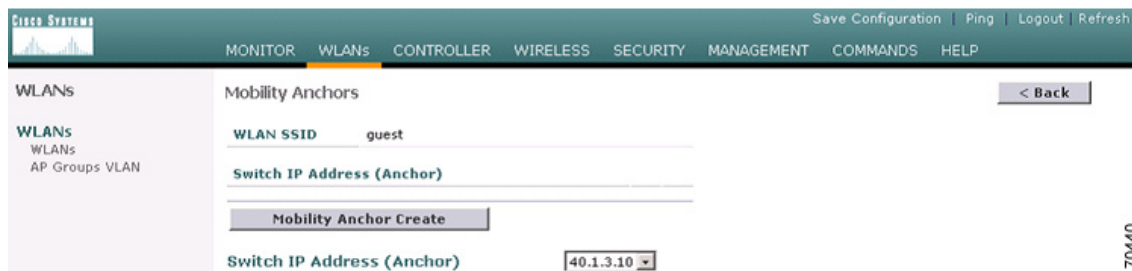 CISCO SYSTEMS
Save Configuration | Ping | Logout | Refresh
MONITOR WLANs CONTROLLER WIRELESS SECURITY MANAGEMENT COMMANDS HELP
WLANs
Mobility Anchors
< Back
WLANs
WLANs
AP Groups VLAN
WLAN SSID guest
Switch IP Address (Anchor)
Mobility Anchor Create
Switch IP Address (Anchor) 40.1.3.10